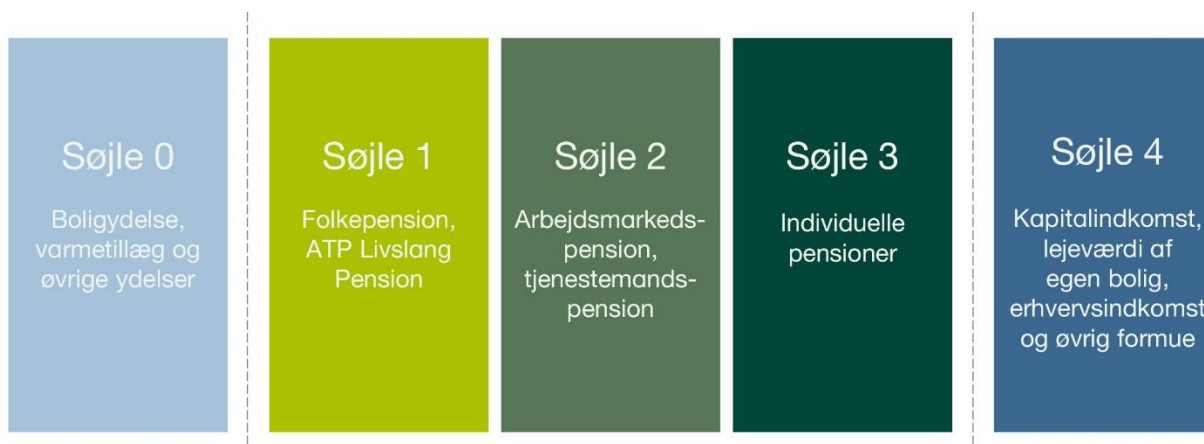 Søjle 0
Boligydelse,
varmetillæg og
øvrige ydelser
Søjle 1
Folkepension,
ATP Livslang
Pension
Søjle 2
Arbejdsmarkeds-
pension,
tjenestemands-
pension
Søjle 3
Individuelle
pensioner
Søjle 4
Kapitalindkomst,
lejeværdi af
egen bolig,
erhvervsindkomst
og øvrig formue